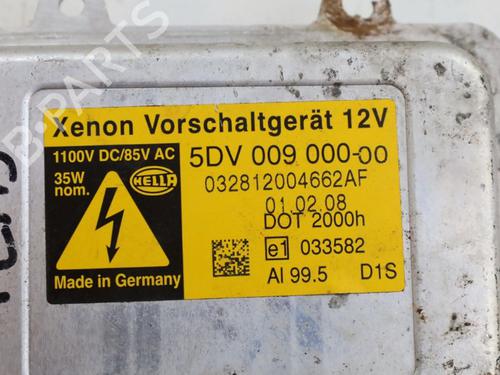 Xenon Vorschaltgerät 12V
1100V DC/85V AC
35W
nom.
HELLA
5DV 009 000-00
032812004662AF
01.02.08
DOT 2000h
e1 033582
Made in Germany
Al 99.5 D1S
B-PARTS